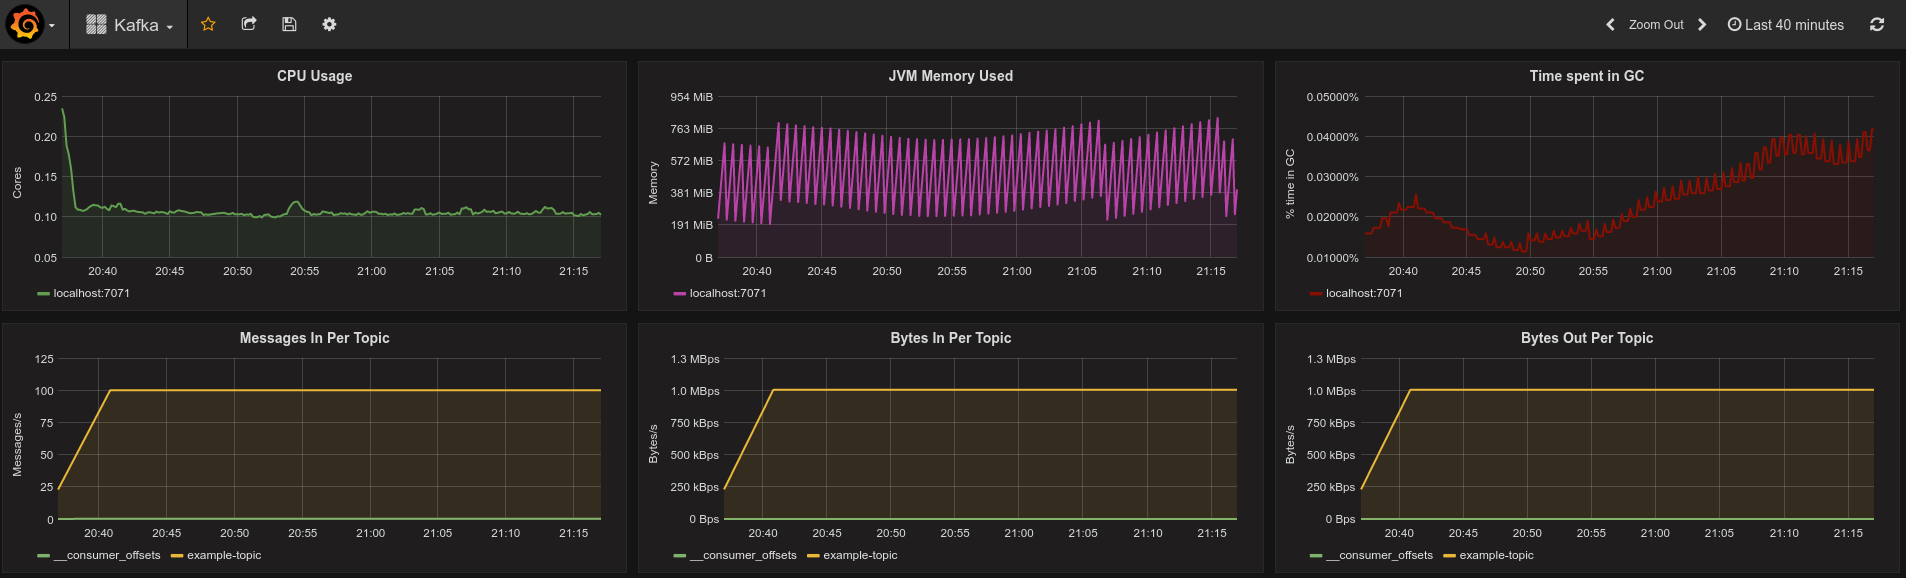 Kafka
Zoom Out
Last 40 minutes
CPU Usage
Cores
0.25
0.20
0.15
0.10
0.05
20:40 20:45 20:50 20:55 21:00 21:05 21:10 21:15
localhost:7071
JVM Memory Used
Memory
954 MiB
763 MiB
572 MiB
381 MiB
191 MiB
0 B
20:40 20:45 20:50 20:55 21:00 21:05 21:10 21:15
localhost:7071
Time spent in GC
% time in GC
0.05000%
0.04000%
0.03000%
0.02000%
0.01000%
20:40 20:45 20:50 20:55 21:00 21:05 21:10 21:15
localhost:7071
Messages In Per Topic
Messages/s
125
100
75
50
25
0
20:40 20:45 20:50 20:55 21:00 21:05 21:10 21:15
__consumer_offsets example-topic
Bytes In Per Topic
Bytes/s
1.3 MBps
1.0 MBps
750 kBps
500 kBps
250 kBps
0 Bps
20:40 20:45 20:50 20:55 21:00 21:05 21:10 21:15
__consumer_offsets example-topic
Bytes Out Per Topic
Bytes/s
1.3 MBps
1.0 MBps
750 kBps
500 kBps
250 kBps
0 Bps
20:40 20:45 20:50 20:55 21:00 21:05 21:10 21:15
__consumer_offsets example-topic